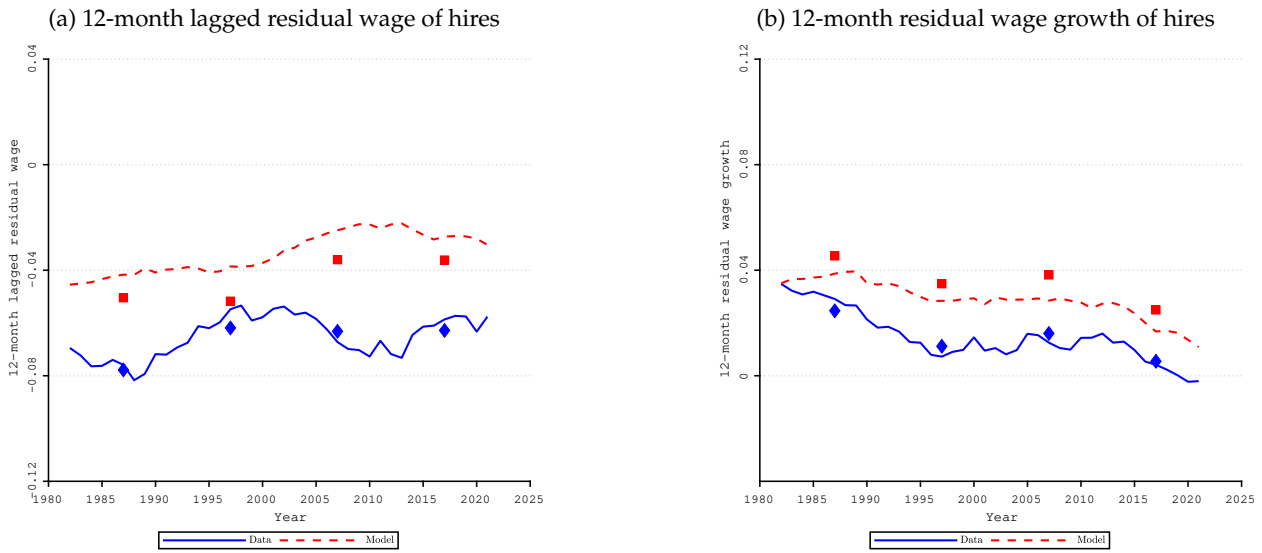 (a) 12-month lagged residual wage of hires
12-month lagged residual wage
0.04
0
−0.04
−0.08
−0.12
1980 1985 1990 1995 2000 2005 2010 2015 2020 2025
Year
Data Model
(b) 12-month residual wage growth of hires
12-month residual wage growth
0.12
0.08
0.04
0
1980 1985 1990 1995 2000 2005 2010 2015 2020 2025
Year
Data Model